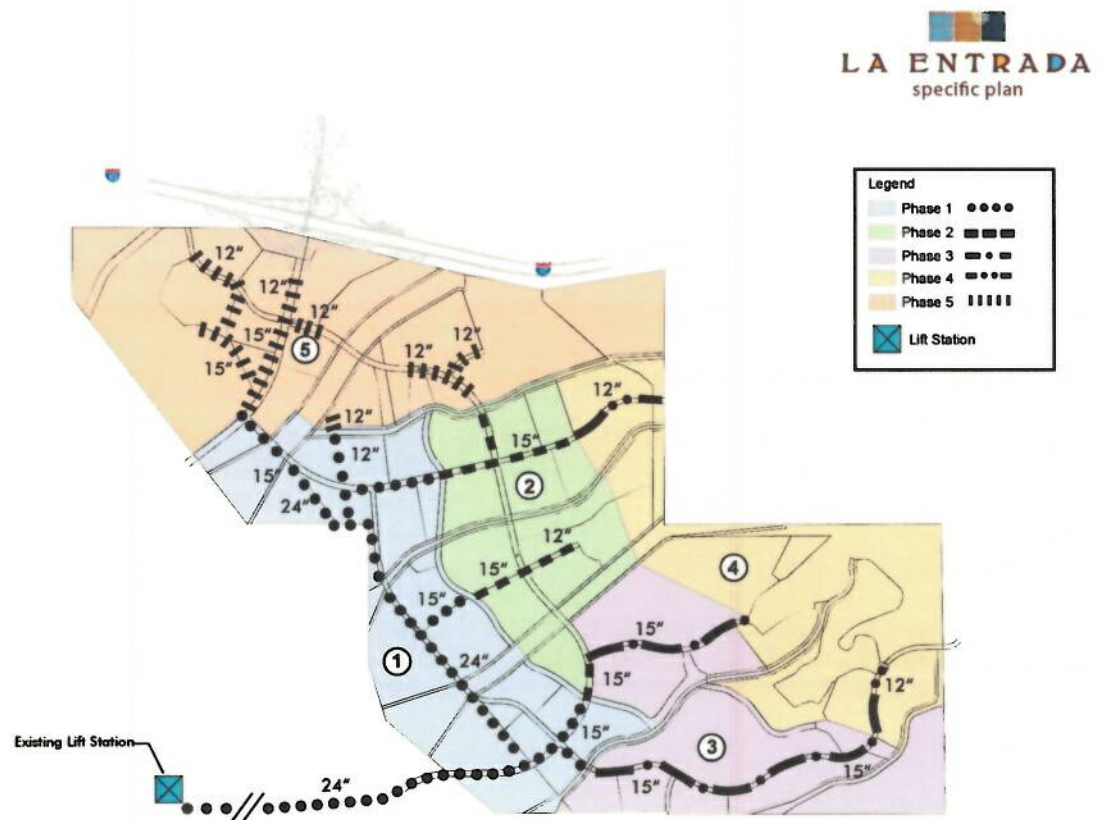 LA ENTRADA
specific plan
Legend
Phase 1
Phase 2
Phase 3
Phase 4
Phase 5
Lift Station
12"
12"
12"
15"
5
12"
12"
15"
12"
12"
15"
12"
15"
2
24"
12"
15"
4
15"
15"
1
24"
15"
12"
15"
3
Existing Lift Station
15"
15"
24"